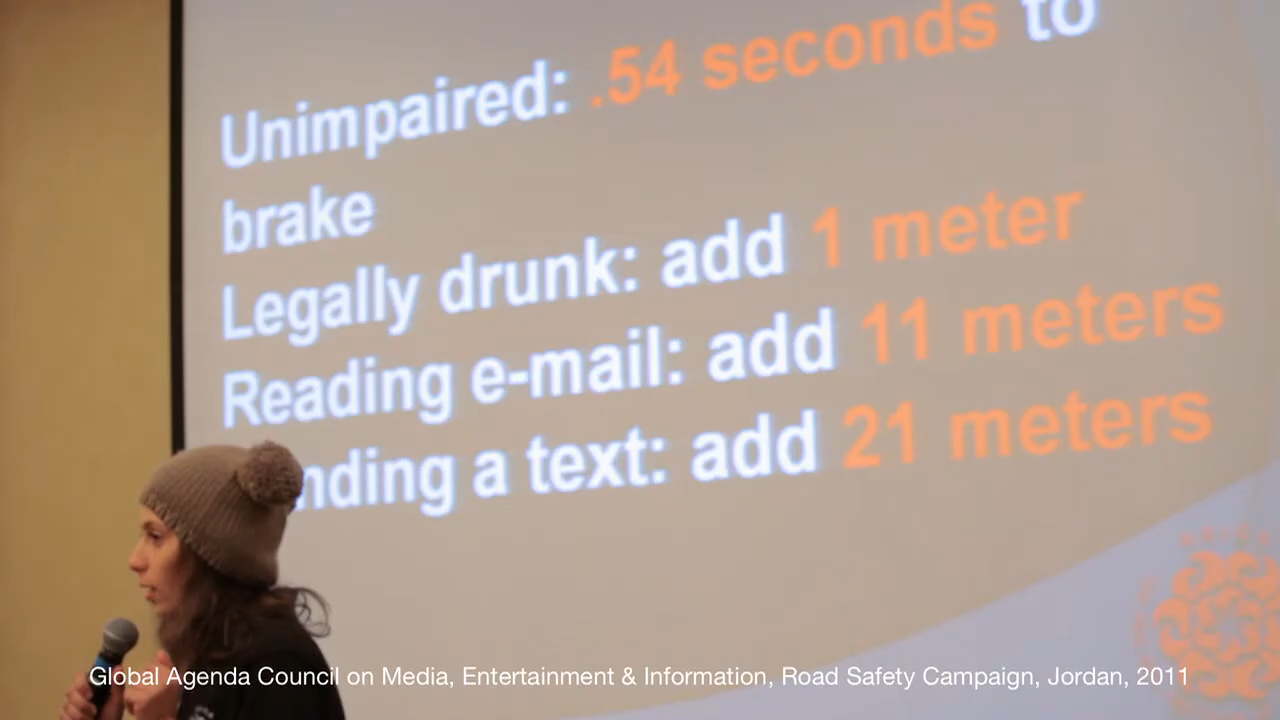 Unimpaired: .54 seconds to
brake
Legally drunk: add 1 meter
Reading e-mail: add 11 meters
nding a text: add 21 meters
Global Agenda Council on Media, Entertainment & Information, Road Safety Campaign, Jordan, 2011